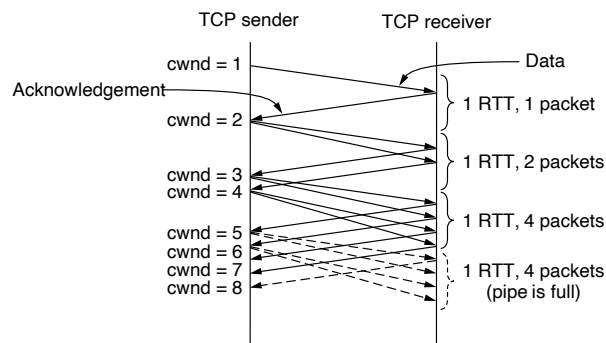 TCP sender
TCP receiver
cwnd = 1
Data
Acknowledgement
1 RTT, 1 packet
cwnd = 2
1 RTT, 2 packets
cwnd = 3
cwnd = 4
1 RTT, 4 packets
cwnd = 5
cwnd = 6
cwnd = 7
1 RTT, 4 packets
(pipe is full)
cwnd = 8